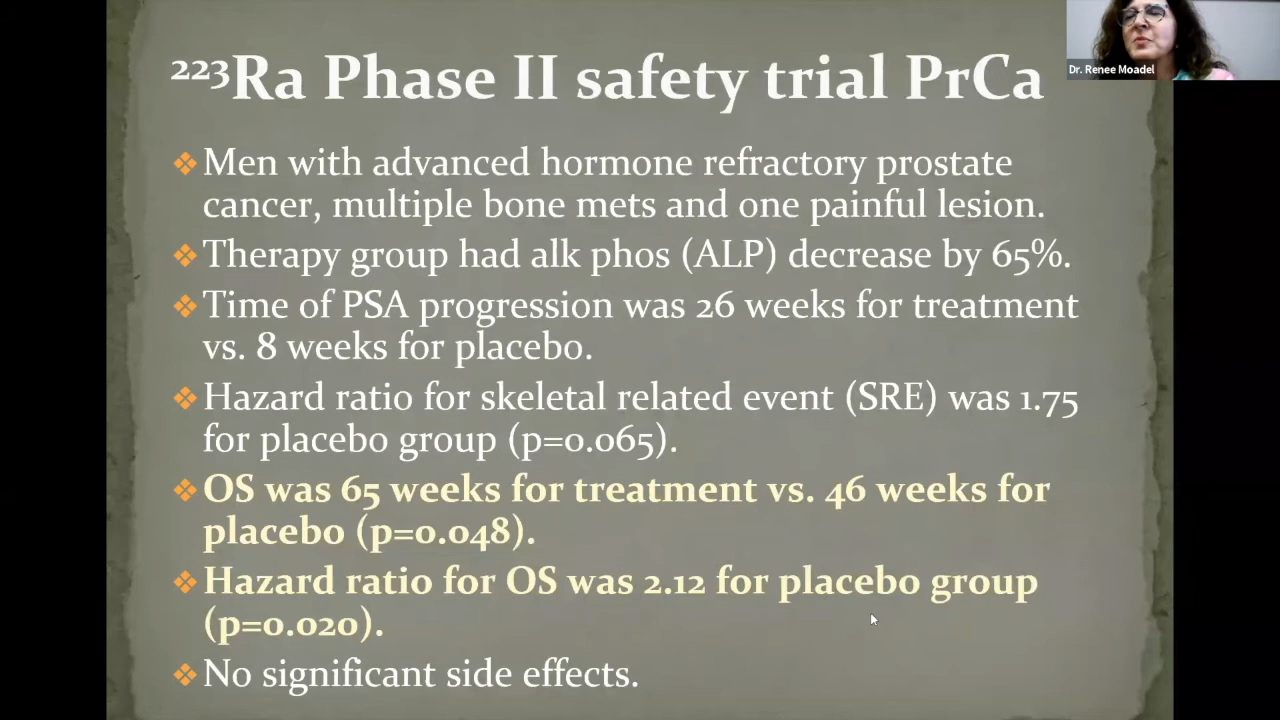 ²²³Ra Phase II safety trial PrCa
Dr. Renee Moadel
❖Men with advanced hormone refractory prostate
cancer, multiple bone mets and one painful lesion.
❖Therapy group had alk phos (ALP) decrease by 65%.
❖Time of PSA progression was 26 weeks for treatment
vs. 8 weeks for placebo.
❖Hazard ratio for skeletal related event (SRE) was 1.75
for placebo group (p=0.065).
❖OS was 65 weeks for treatment vs. 46 weeks for
placebo (p=0.048).
❖Hazard ratio for OS was 2.12 for placebo group
(p=0.020).
❖No significant side effects.